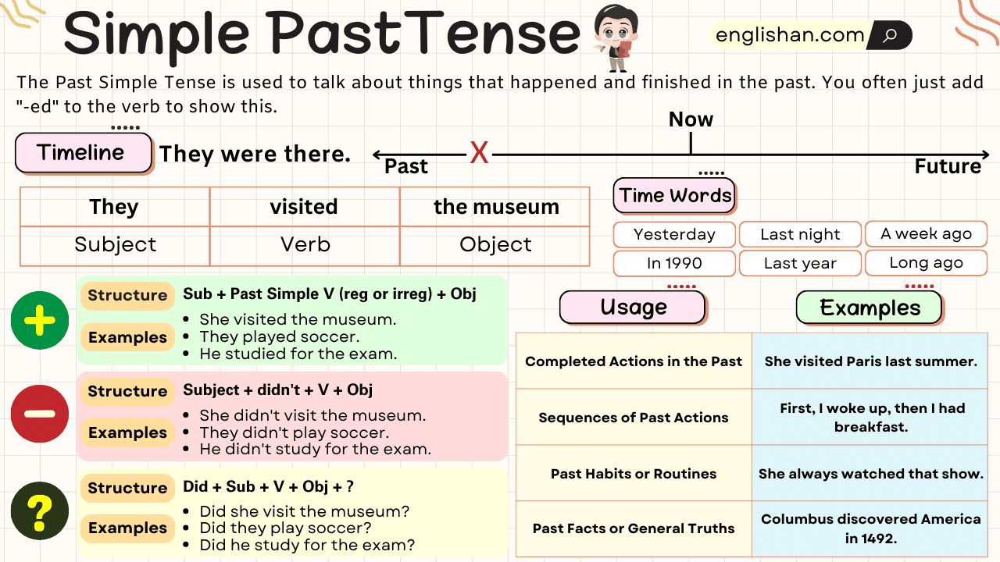 Simple Past Tense
englishan.com
The Past Simple Tense is used to talk about things that happened and finished in the past. You often just add
"-ed" to the verb to show this.
Timeline
They were there.
Now
X
Past
Future
They visited the museum
Subject Verb Object
Time Words
Yesterday Last night A week ago
In 1990 Last year Long ago
+
Structure
Sub + Past Simple V (reg or irreg) + Obj
Examples
• She visited the museum.
• They played soccer.
• He studied for the exam.
−
Structure
Subject + didn't + V + Obj
Examples
• She didn't visit the museum.
• They didn't play soccer.
• He didn't study for the exam.
?
Structure
Did + Sub + V + Obj + ?
Examples
• Did she visit the museum?
• Did they play soccer?
• Did he study for the exam?
Usage
Examples
Completed Actions in the Past
She visited Paris last summer.
Sequences of Past Actions
First, I woke up, then I had
breakfast.
Past Habits or Routines
She always watched that show.
Past Facts or General Truths
Columbus discovered America
in 1492.